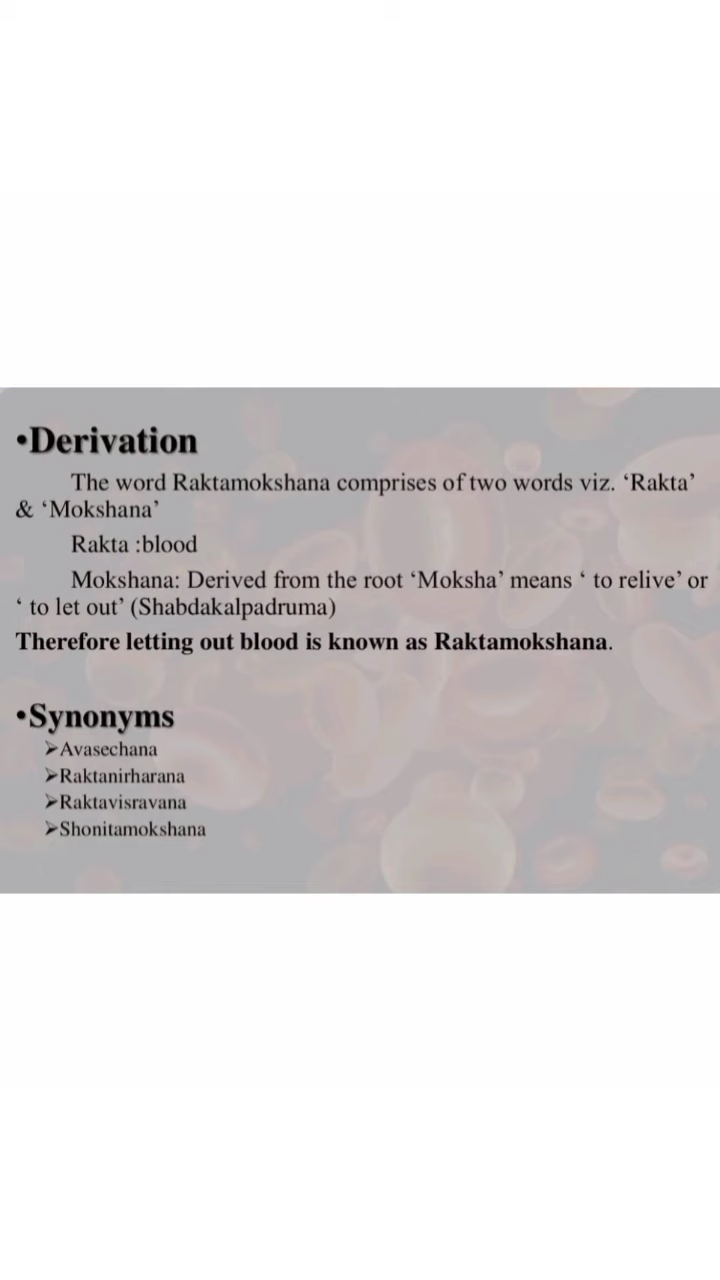 •Derivation
The word Raktamokshana comprises of two words viz. ‘Rakta’
& ‘Mokshana’
Rakta :blood
Mokshana: Derived from the root ‘Moksha’ means ‘ to relive’ or
‘ to let out’ (Shabdakalpadruma)
Therefore letting out blood is known as Raktamokshana.
•Synonyms
➢Avasechana
➢Raktanirharana
➢Raktavisravana
➢Shonitamokshana